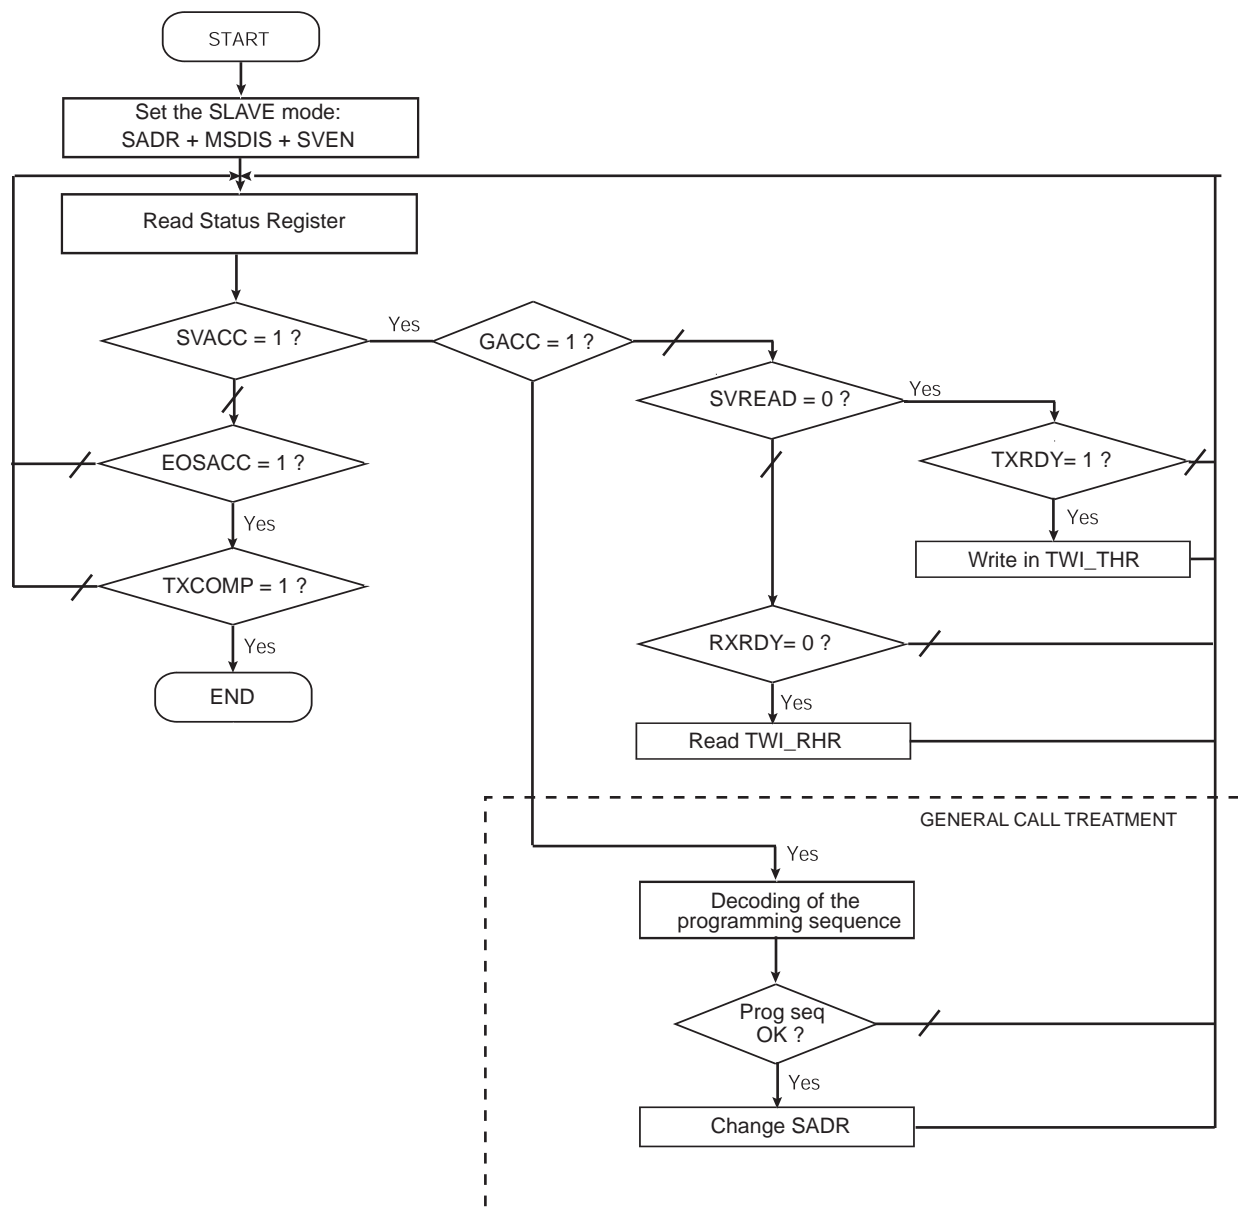 START
Set the SLAVE mode:
SADR + MSDIS + SVEN
Read Status Register
SVACC = 1 ?
Yes
GACC = 1 ?
SVREAD = 0 ?
Yes
EOSACC = 1 ?
TXRDY= 1 ?
Yes
Yes
Write in TWI_THR
TXCOMP = 1 ?
RXRDY= 0 ?
Yes
END
Yes
Read TWI_RHR
GENERAL CALL TREATMENT
Yes
Decoding of the
programming sequence
Prog seq
OK ?
Yes
Change SADR